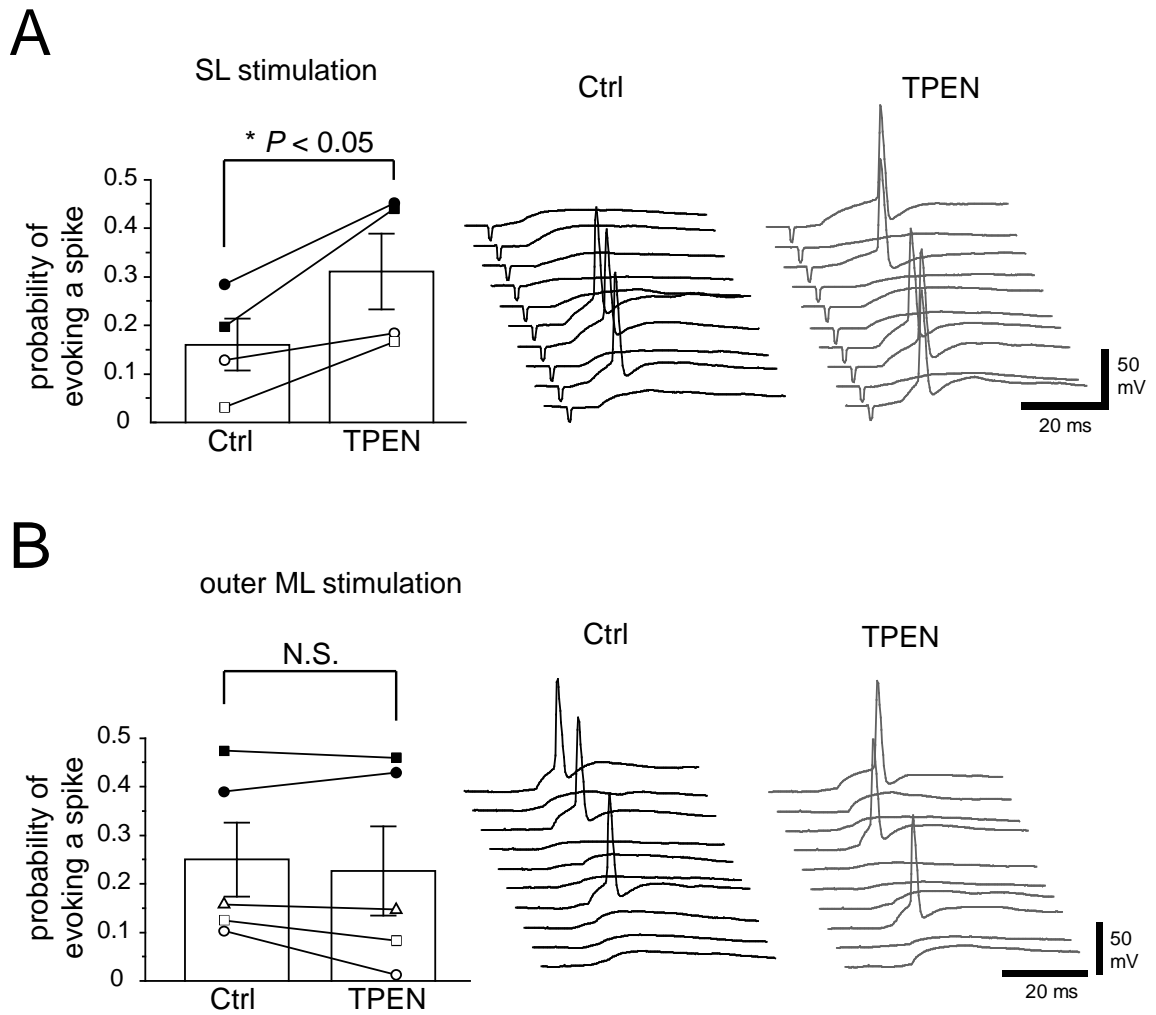 A
SL stimulation
Ctrl
TPEN
* P < 0.05
probability of
evoking a spike
0.5
0.4
0.3
0.2
0.1
0
Ctrl
TPEN
50
mV
20 ms
B
outer ML stimulation
Ctrl
TPEN
N.S.
probability of
evoking a spike
0.5
0.4
0.3
0.2
0.1
0
Ctrl
TPEN
50
mV
20 ms